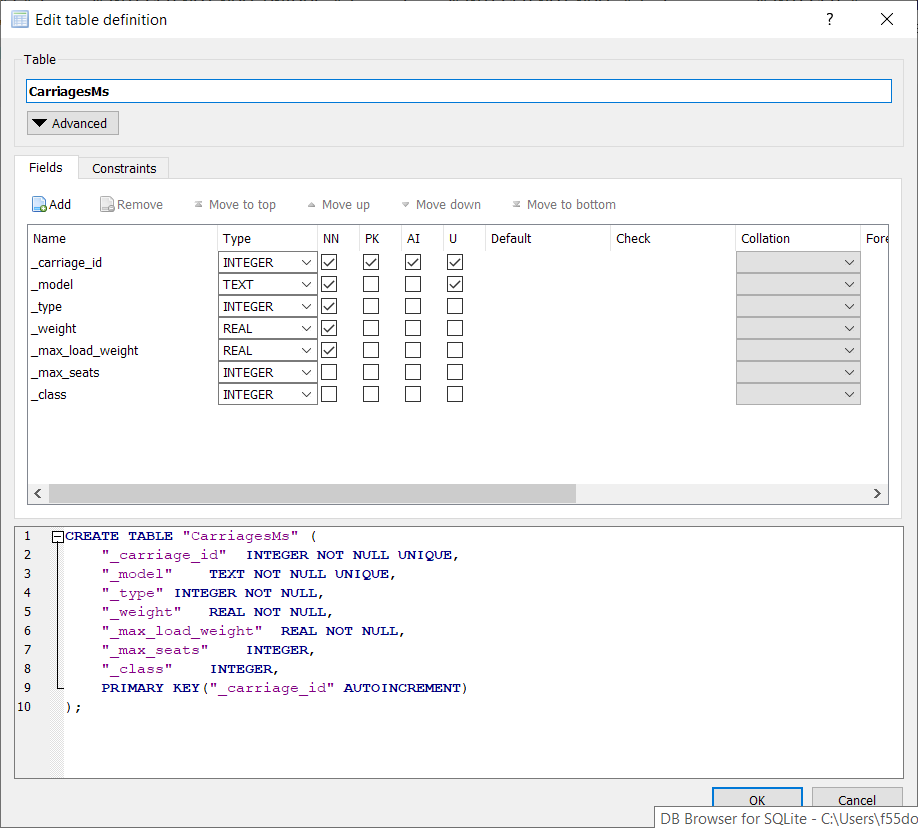 Edit table definition ?
Table
CarriagesMs
Advanced
Fields Constraints
Add Remove Move to top Move up Move down Move to bottom
Name Type NN PK AI U Default Check Collation Fore
_carriage_id INTEGER
_model TEXT
_type INTEGER
_weight REAL
_max_load_weight REAL
_max_seats INTEGER
_class INTEGER
1 CREATE TABLE "CarriagesMs" (
2 "_carriage_id" INTEGER NOT NULL UNIQUE,
3 "_model" TEXT NOT NULL UNIQUE,
4 "_type" INTEGER NOT NULL,
5 "_weight" REAL NOT NULL,
6 "_max_load_weight" REAL NOT NULL,
7 "_max_seats" INTEGER,
8 "_class" INTEGER,
9 PRIMARY KEY("_carriage_id" AUTOINCREMENT)
10 );
OK Cancel
DB Browser for SQLite - C:\Users\f55do